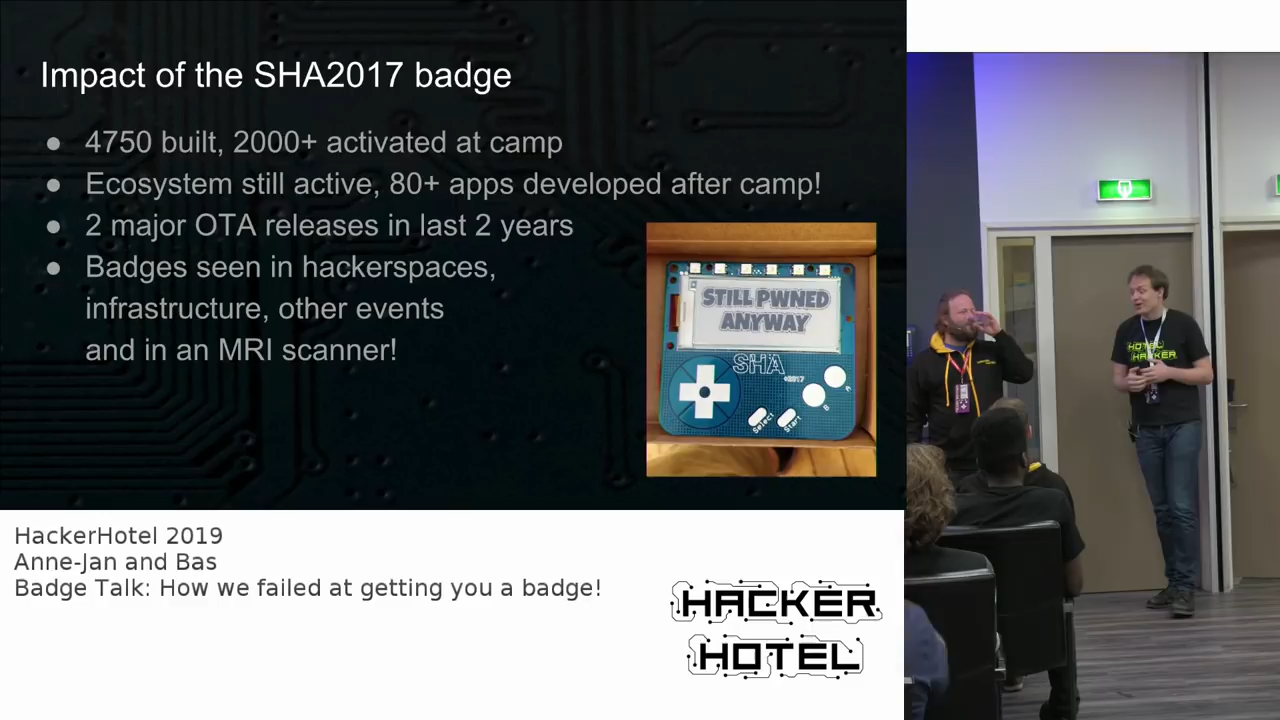 Impact of the SHA2017 badge
● 4750 built, 2000+ activated at camp
● Ecosystem still active, 80+ apps developed after camp!
● 2 major OTA releases in last 2 years
● Badges seen in hackerspaces,
infrastructure, other events
and in an MRI scanner!
STILL PWNED
ANYWAY
SHA
2017
A
B
Select
Start
HOTEL
HACKER
HackerHotel 2019
Anne-Jan and Bas
Badge Talk: How we failed at getting you a badge!
HACKER
HOTEL